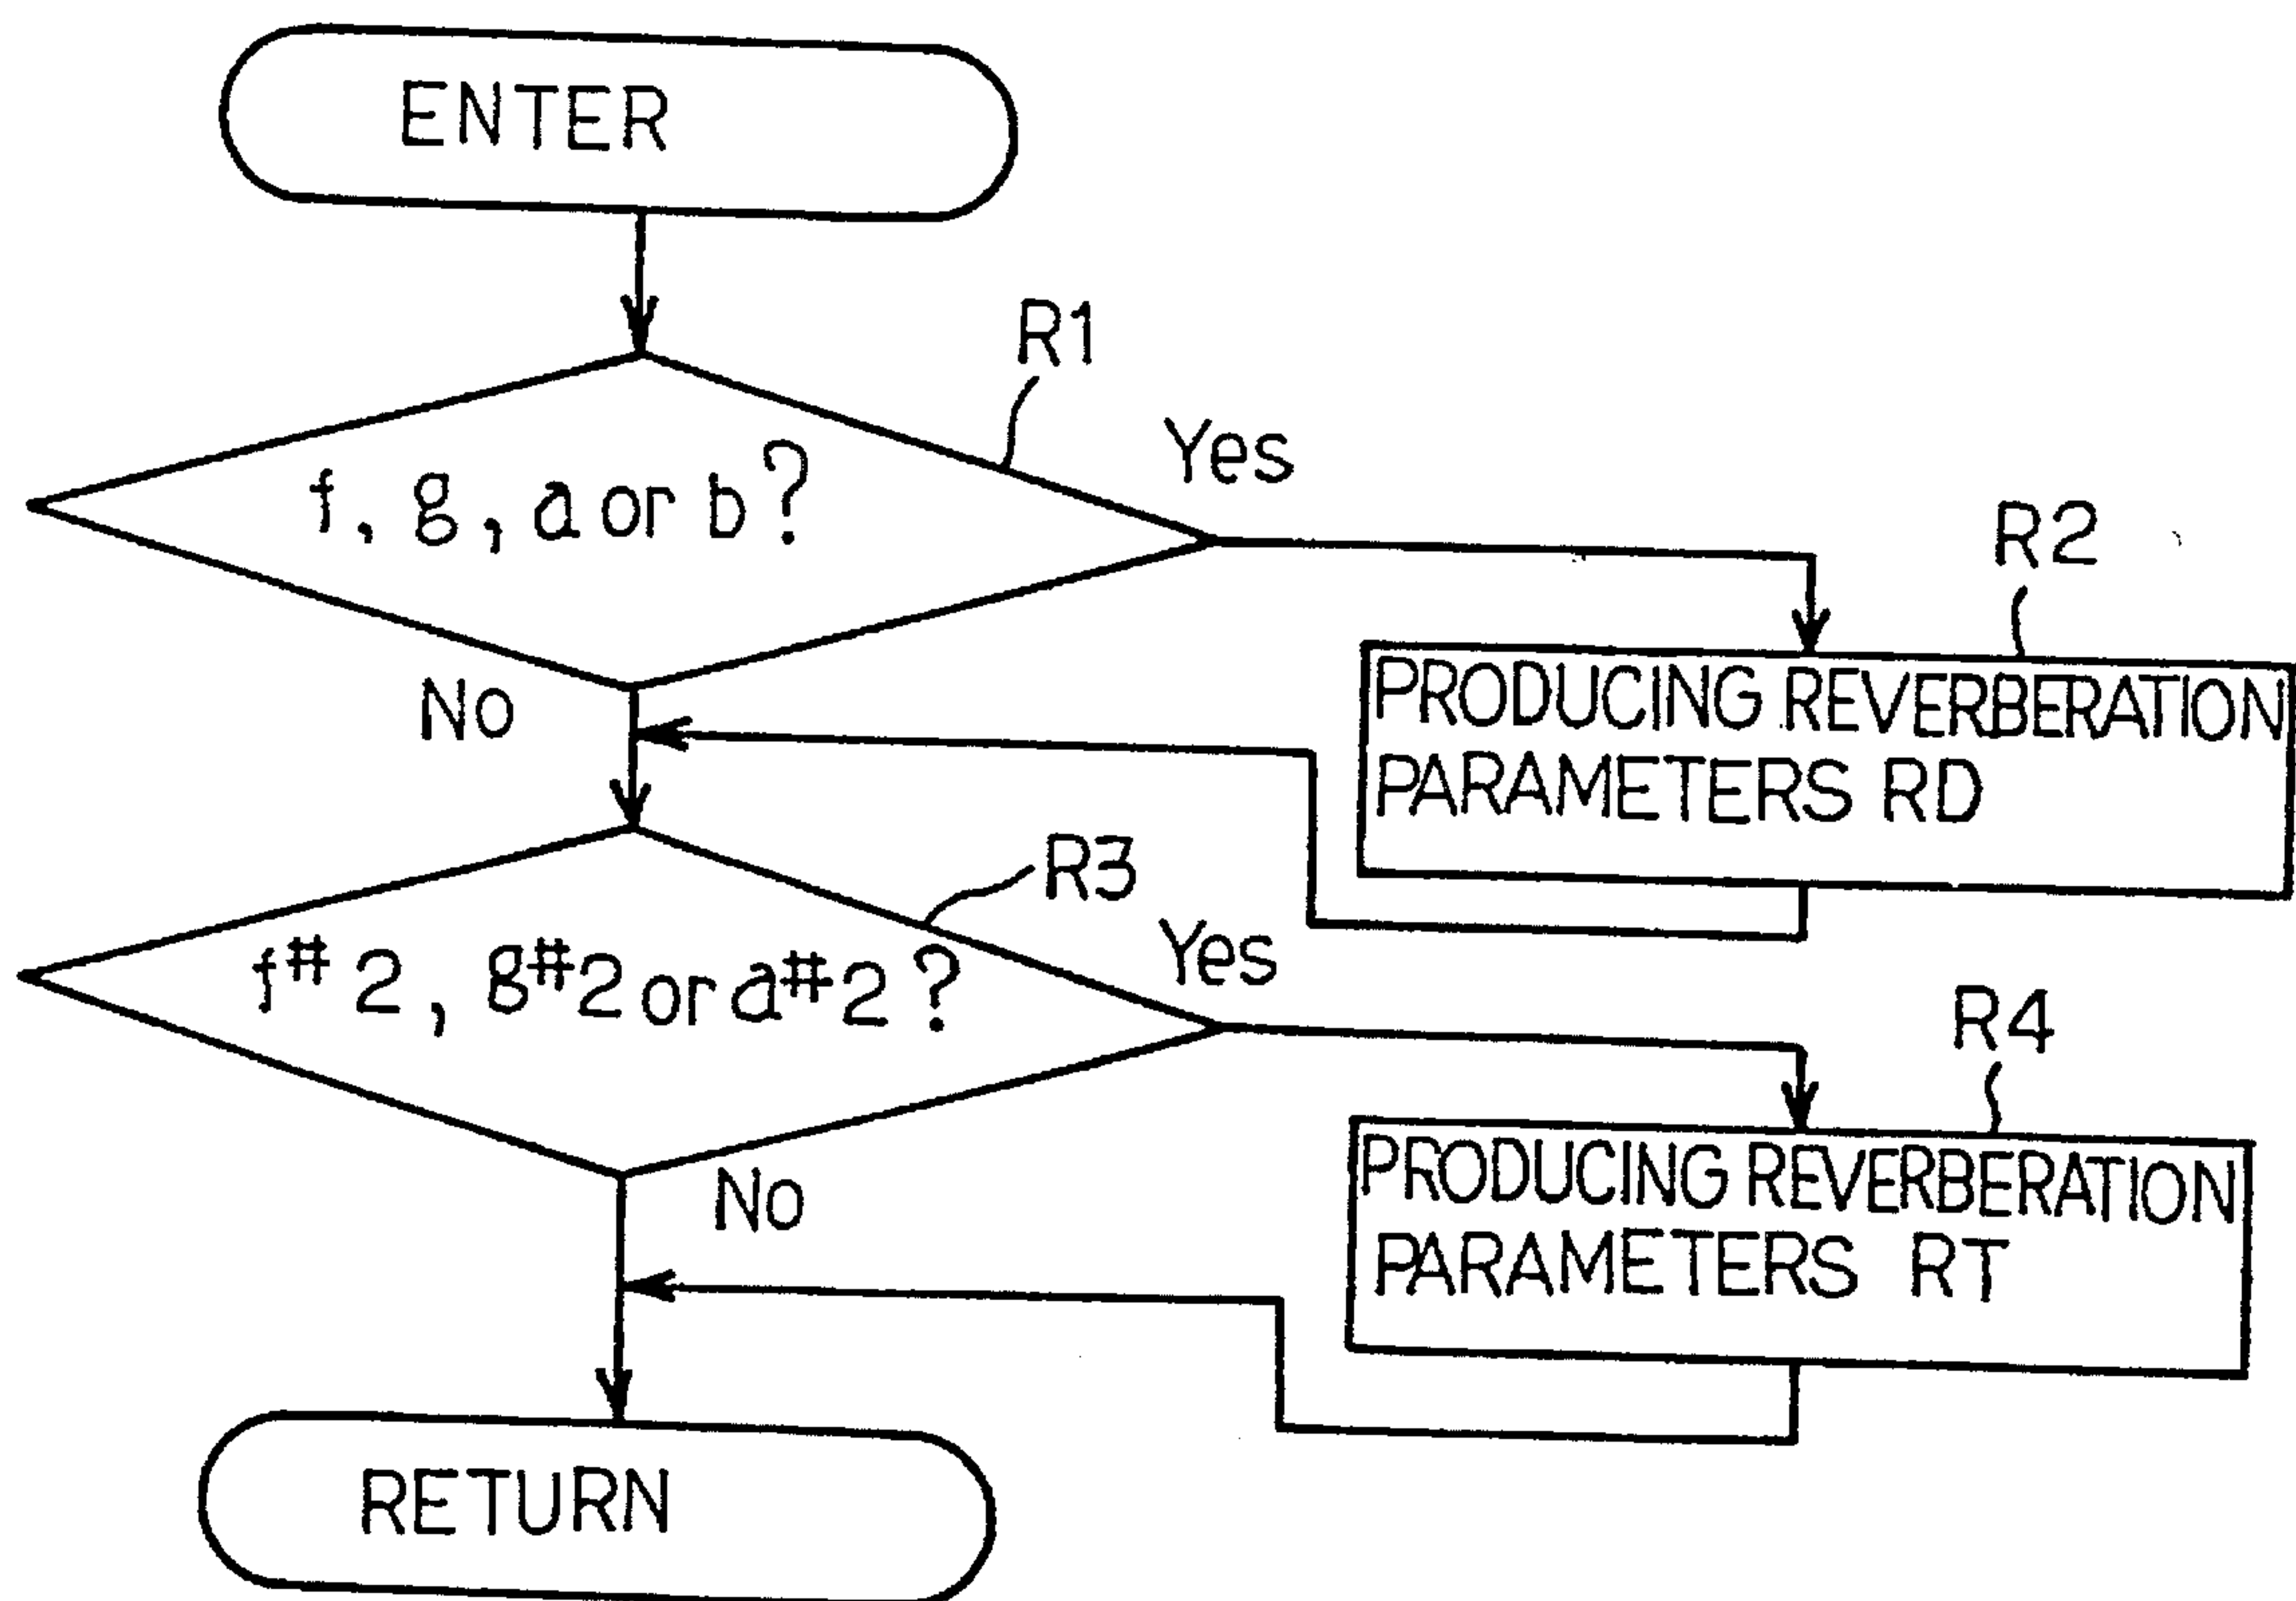 ENTER
R1
Yes
f, g, a or b?
R2
No
PRODUCING REVERBERATION
PARAMETERS RD
R3
Yes
f#2, g#2 or a#2?
R4
No
PRODUCING REVERBERATION
PARAMETERS RT
RETURN